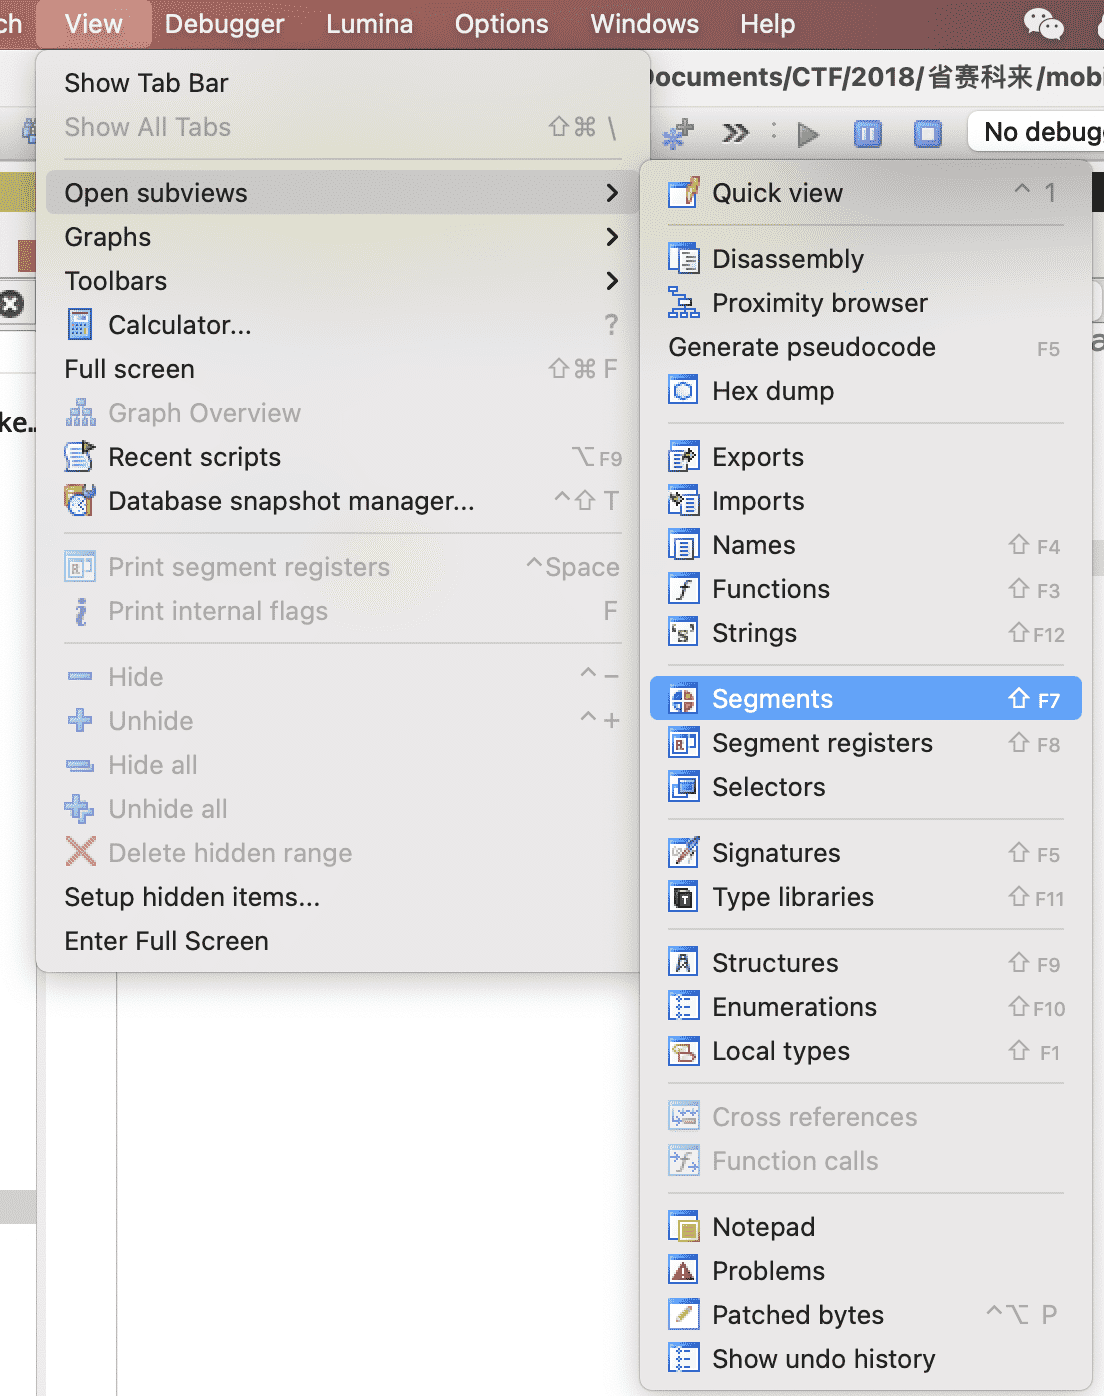 ch View Debugger Lumina Options Windows Help
Documents/CTF/2018/省赛科来/mobi
No debugg
ke..
Show Tab Bar
Show All Tabs ⇧⌘ \
Open subviews
Graphs
Toolbars
Calculator... ?
Full screen ⇧⌘ F
Graph Overview
Recent scripts ⌥F9
Database snapshot manager... ^⇧ T
Print segment registers ^Space
Print internal flags F
Hide ^ −
Unhide ^ +
Hide all
Unhide all
Delete hidden range
Setup hidden items...
Enter Full Screen
Quick view ^ 1
Disassembly
Proximity browser
Generate pseudocode F5
Hex dump
Exports
Imports
Names ⇧ F4
Functions ⇧ F3
Strings ⇧F12
Segments ⇧ F7
Segment registers ⇧ F8
Selectors
Signatures ⇧ F5
Type libraries ⇧ F11
Structures ⇧ F9
Enumerations ⇧F10
Local types ⇧ F1
Cross references
Function calls
Notepad
Problems
Patched bytes ^⌥ P
Show undo history